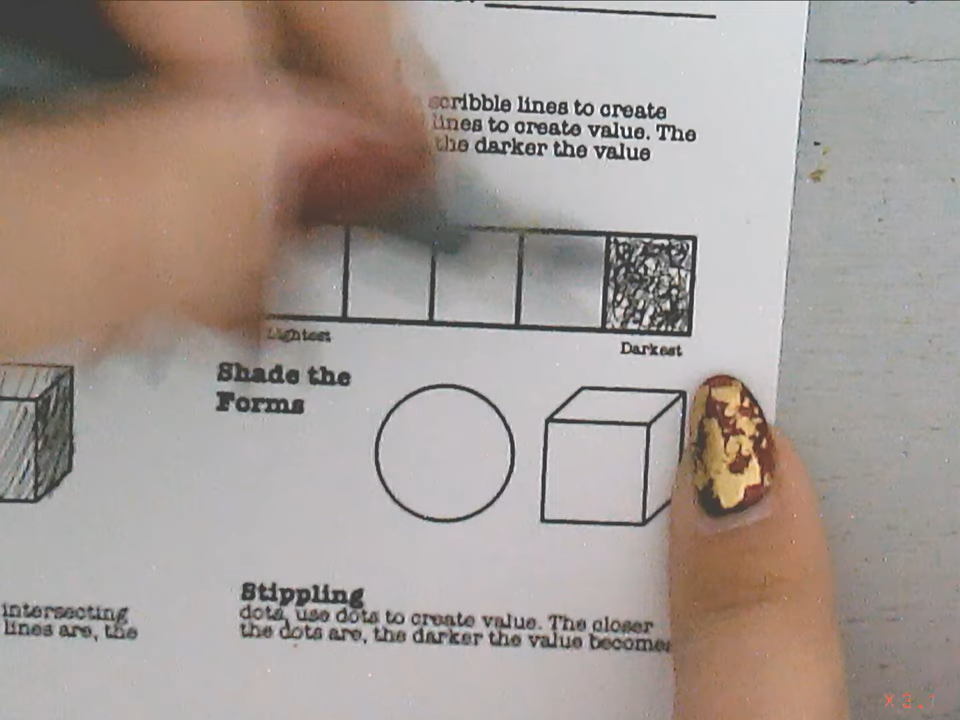 scribble lines to create
lines to create value. The
the darker the value
Lightest
Darkest
Shade the
Forms
intersecting
lines are, the
Stippling
dots, use dots to create value. The closer
the dots are, the darker the value becomes
X3.1